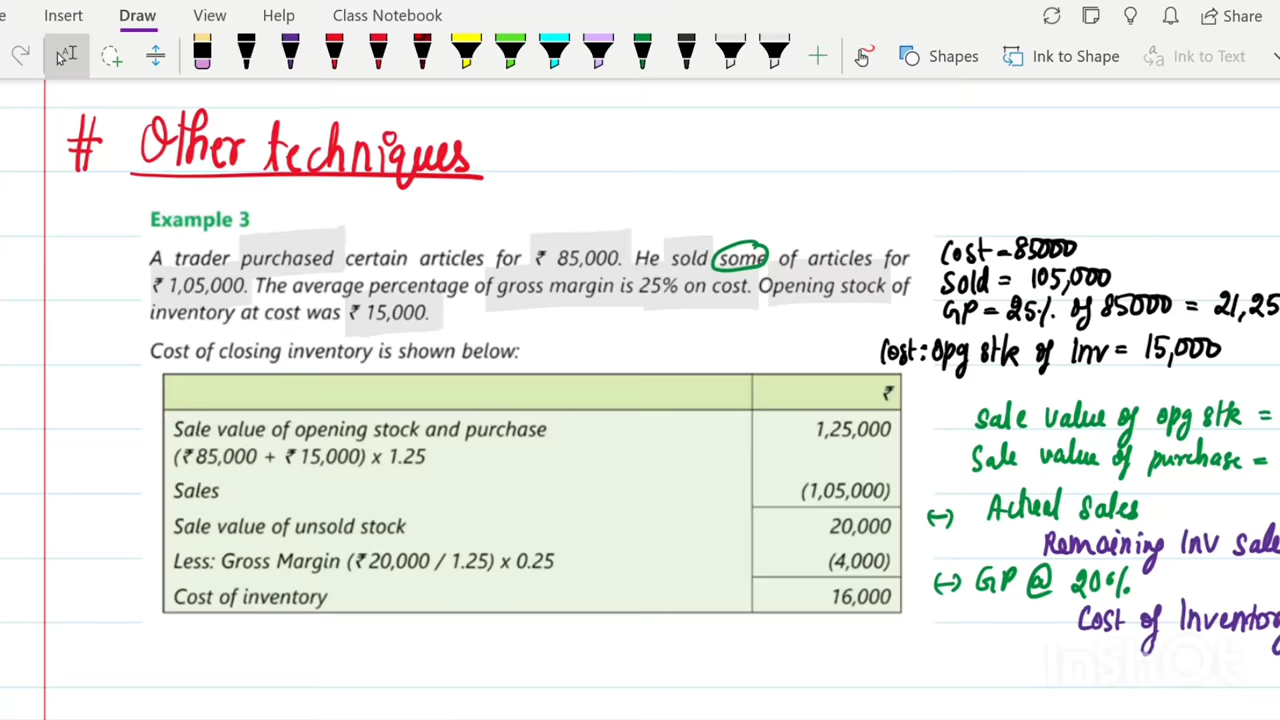 Insert Draw View Help Class Notebook Share
Shapes Ink to Shape Ink to Text
# Other techniques
Example 3
A trader purchased certain articles for ₹ 85,000. He sold some of articles for
₹ 1,05,000. The average percentage of gross margin is 25% on cost. Opening stock of
inventory at cost was ₹ 15,000.
Cost of closing inventory is shown below:
₹
Sale value of opening stock and purchase 1,25,000
(₹ 85,000 + ₹ 15,000) x 1.25
Sales (1,05,000)
Sale value of unsold stock 20,000
Less: Gross Margin (₹ 20,000 / 1.25) x 0.25 (4,000)
Cost of inventory 16,000
Cost = 85000
Sold = 105,000
GP = 25% of 85000 = 21,25
Cost: opg stk of Inv = 15,000
Sale value of opg stk =
Sale value of purchase =
(-) Actual Sales
Remaining Inv Sale
(-) GP @ 20%
Cost of Inventory
InShOt